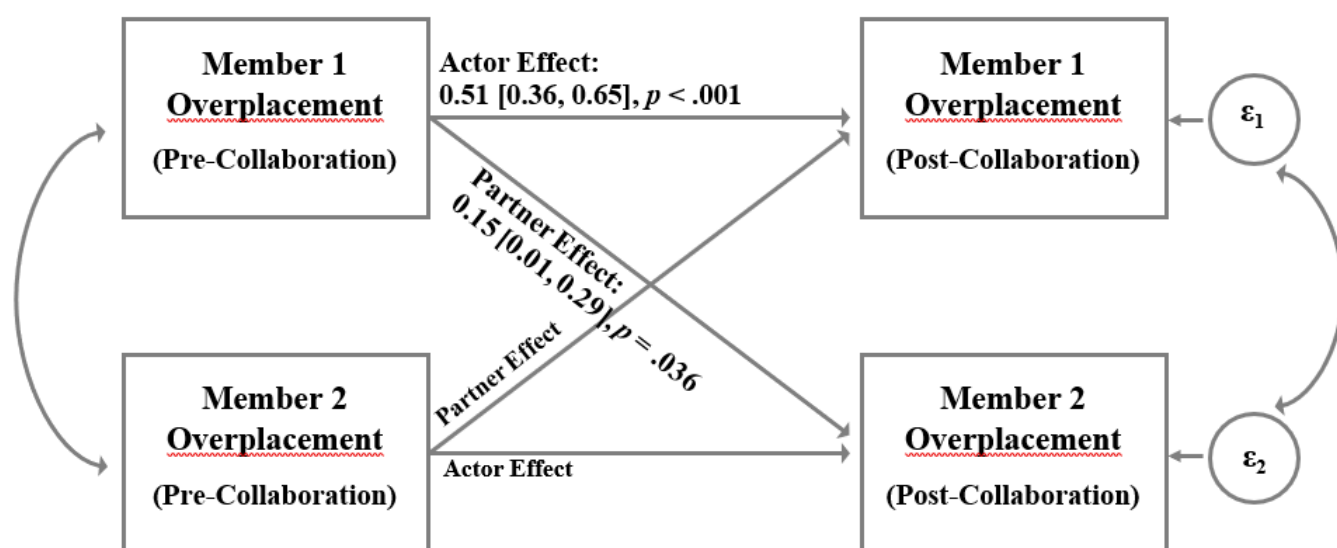 Member 1
Overplacement
(Pre-Collaboration)
Actor Effect:
0.51 [0.36, 0.65], p < .001
Member 1
Overplacement
(Post-Collaboration)
ε1
Partner Effect:
0.15 [0.01, 0.29], p = .036
Partner Effect
Member 2
Overplacement
(Pre-Collaboration)
Actor Effect
Member 2
Overplacement
(Post-Collaboration)
ε2